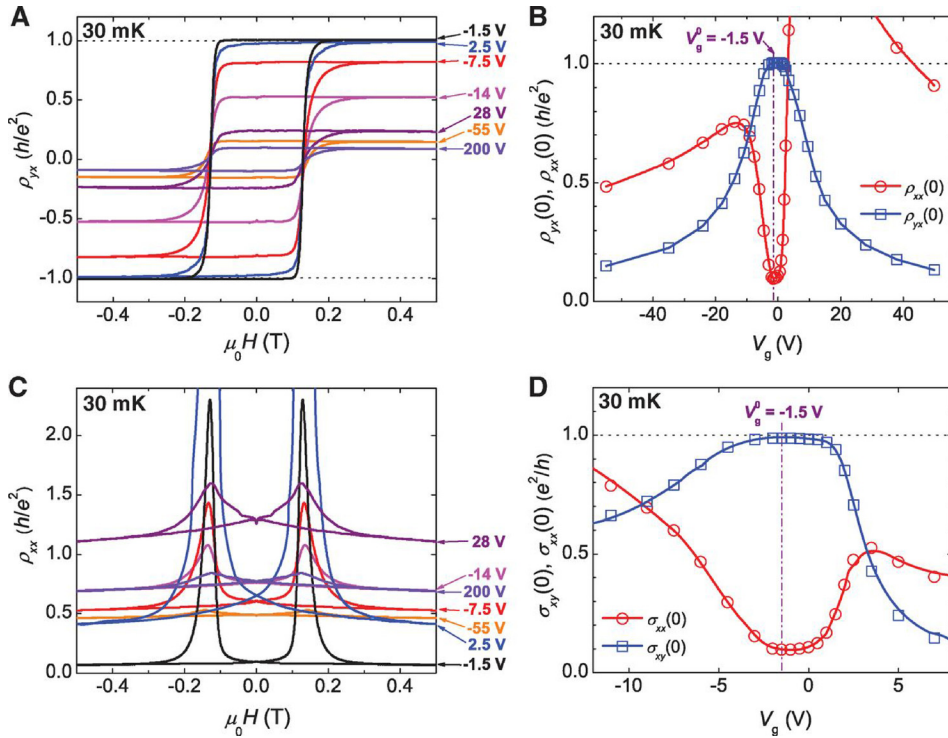 A
30 mK
-1.5 V
2.5 V
-7.5 V
-14 V
28 V
-55 V
200 V
1.0
0.5
0.0
-0.5
-1.0
ρyx (h/e²)
-0.4 -0.2 0.0 0.2 0.4
μ₀H (T)
B
30 mK
Vg⁰ = -1.5 V
1.0
0.5
0.0
ρyx(0), ρxx(0) (h/e²)
ρxx(0)
ρyx(0)
-40 -20 0 20 40
Vg (V)
C
30 mK
2.0
1.5
1.0
0.5
0.0
ρxx (h/e²)
28 V
-14 V
200 V
-7.5 V
-55 V
2.5 V
-1.5 V
-0.4 -0.2 0.0 0.2 0.4
μ₀H (T)
D
30 mK
Vg⁰ = -1.5 V
1.0
0.5
0.0
σxy(0), σxx(0) (e²/h)
σxx(0)
σxy(0)
-10 -5 0 5
Vg (V)